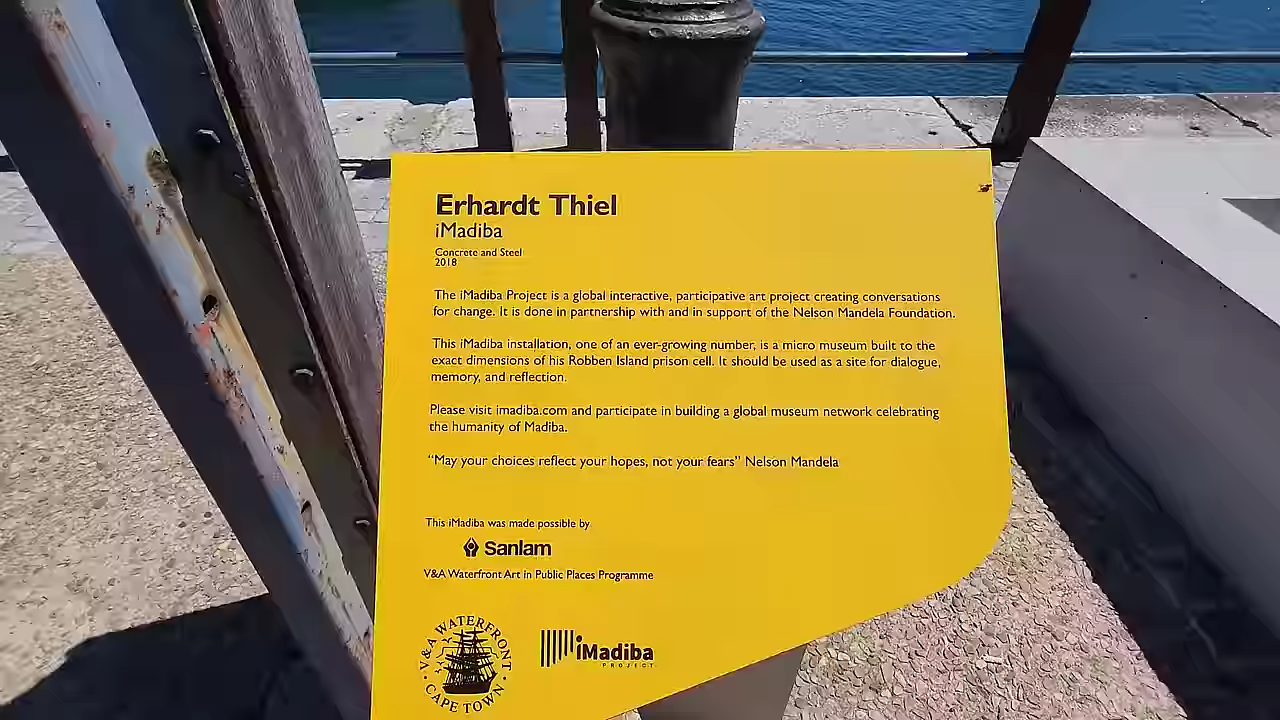 Erhardt Thiel
iMadiba
Concrete and Steel
2018
The iMadiba Project is a global interactive, participative art project creating conversations
for change. It is done in partnership with and in support of the Nelson Mandela Foundation.
This iMadiba installation, one of an ever-growing number, is a micro museum built to the
exact dimensions of his Robben Island prison cell. It should be used as a site for dialogue,
memory, and reflection.
Please visit imadiba.com and participate in building a global museum network celebrating
the humanity of Madiba.
“May your choices reflect your hopes, not your fears” Nelson Mandela
This iMadiba was made possible by
Sanlam
V&A Waterfront Art in Public Places Programme
V&A WATERFRONT
CAPE TOWN
iMadiba
PROJECT